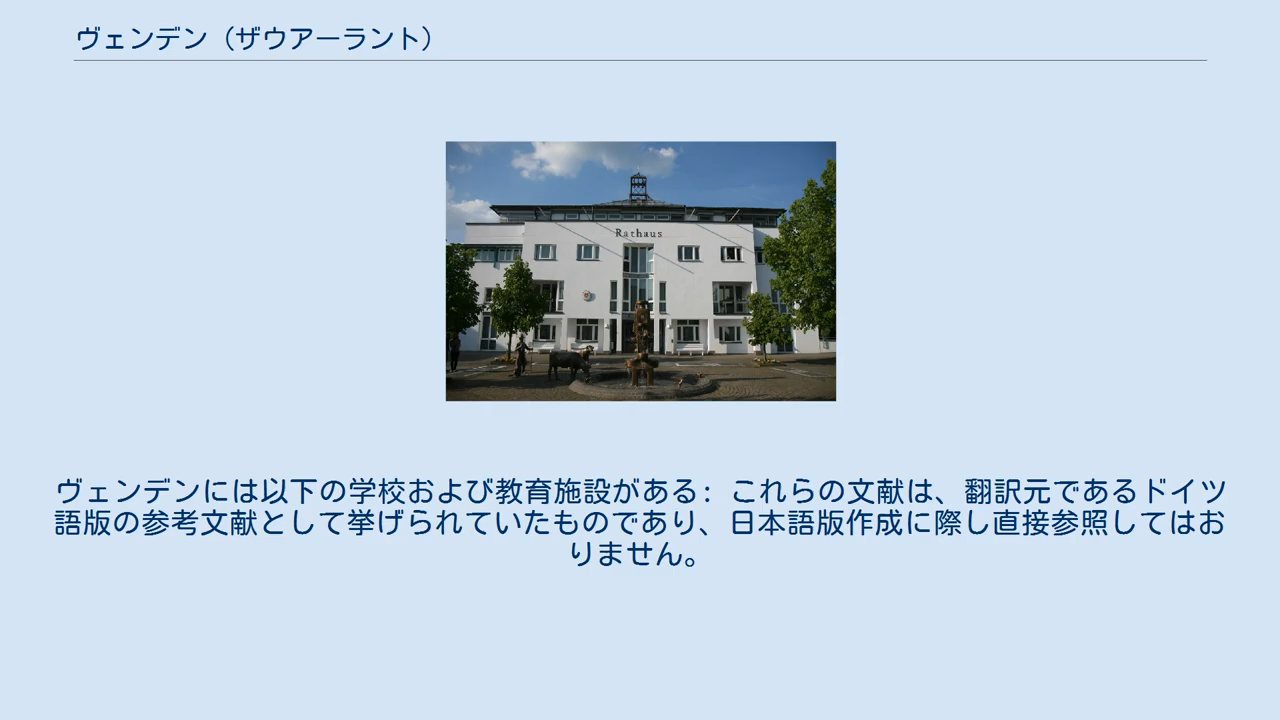 ヴェンデン（ザウアーラント）
Rathaus
ヴェンデンには以下の学校および教育施設がある: これらの文献は、翻訳元であるドイツ
語版の参考文献として挙げられていたものであり、日本語版作成に際し直接参照してはお
りません。